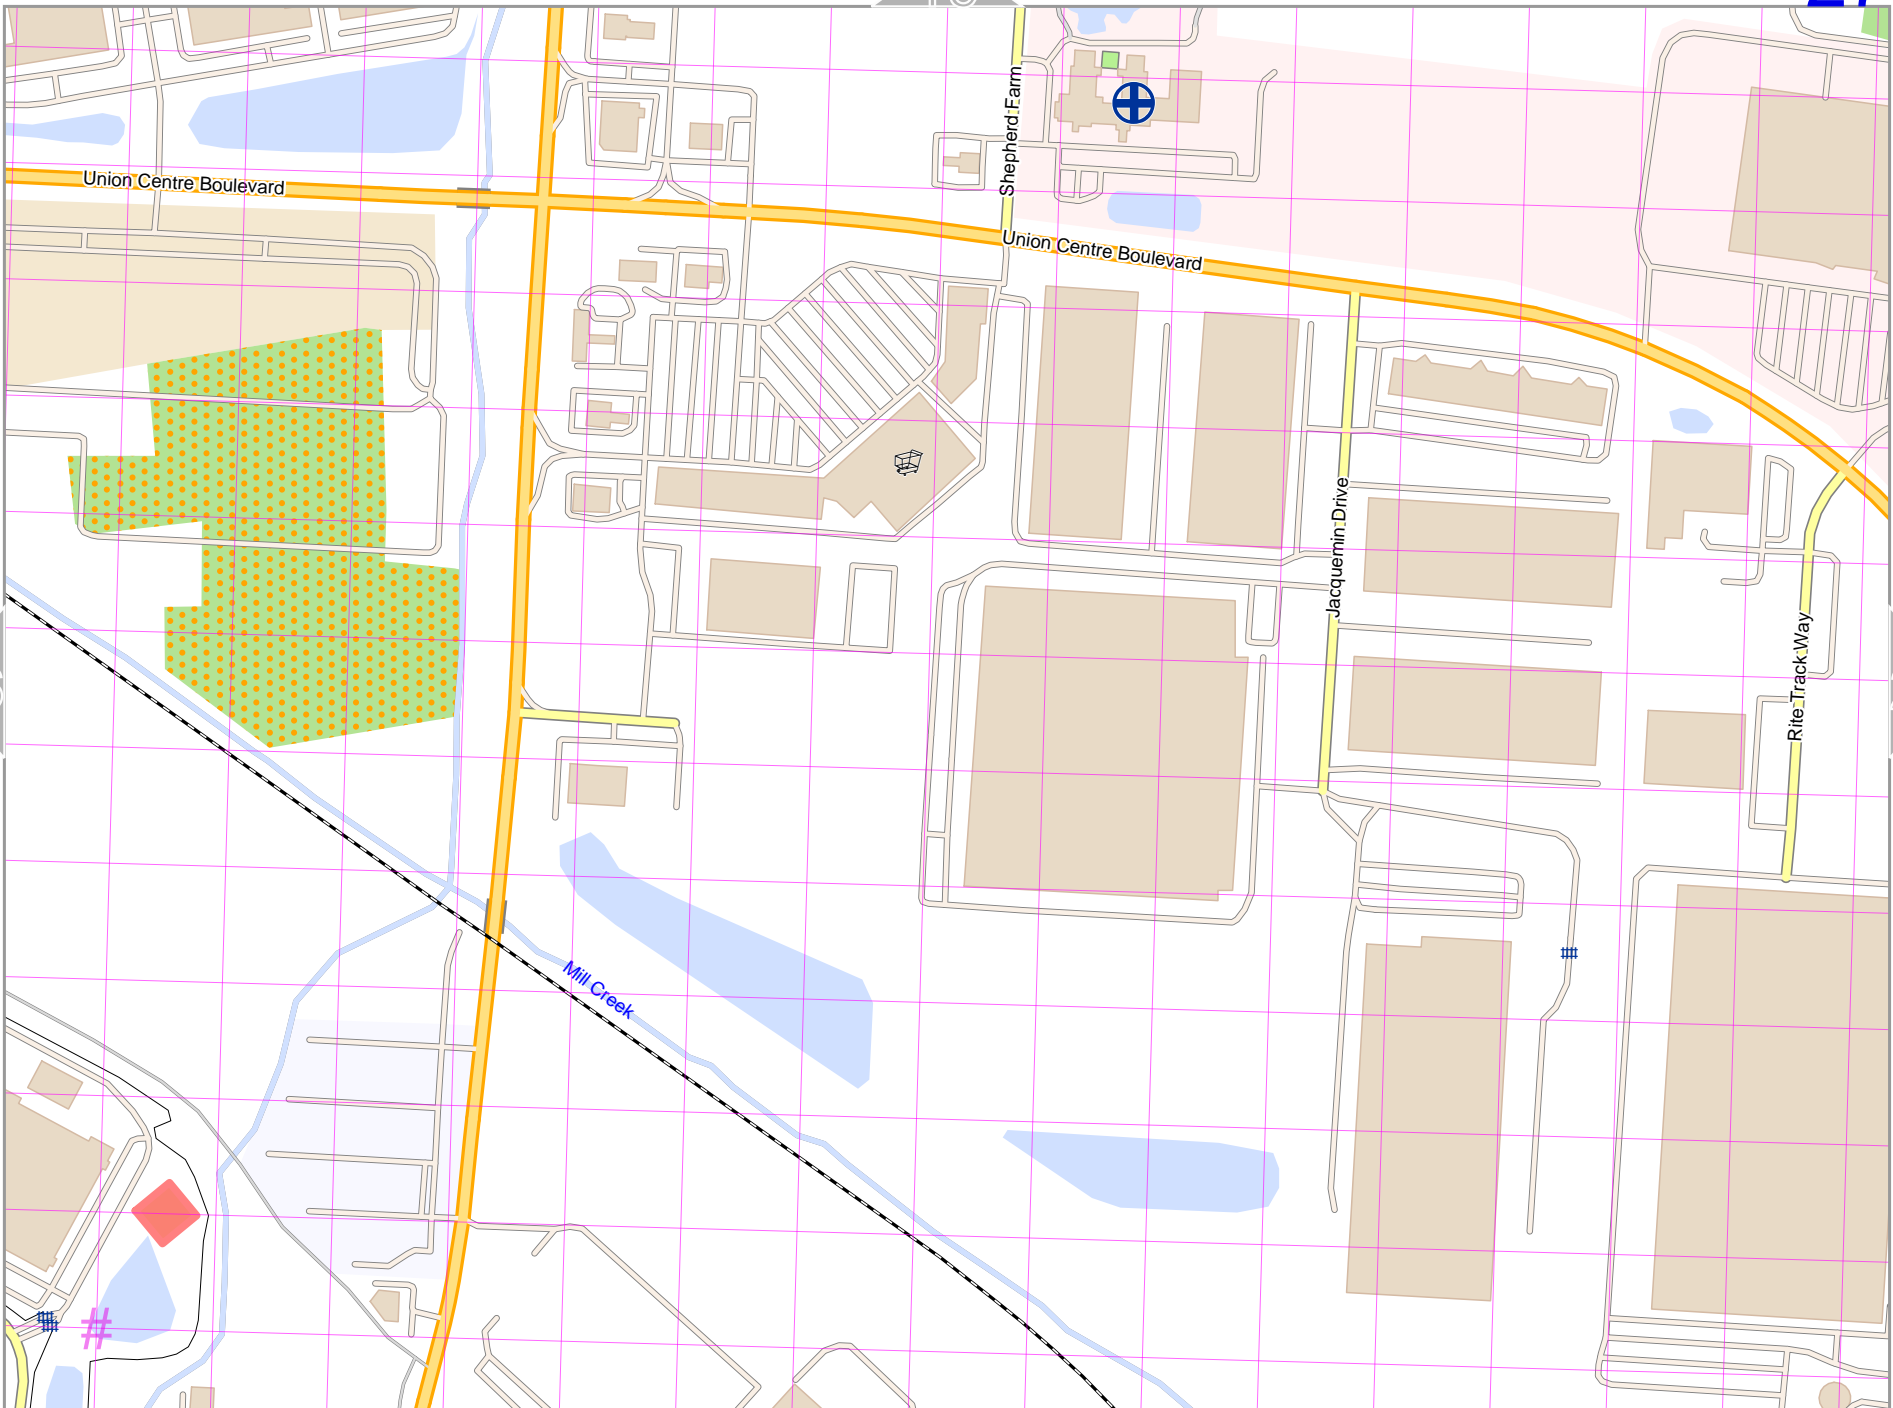 Union Centre Boulevard
Shepherd Farm
Union Centre Boulevard
Jacquemin Drive
Rite Track Way
Mill Creek
#